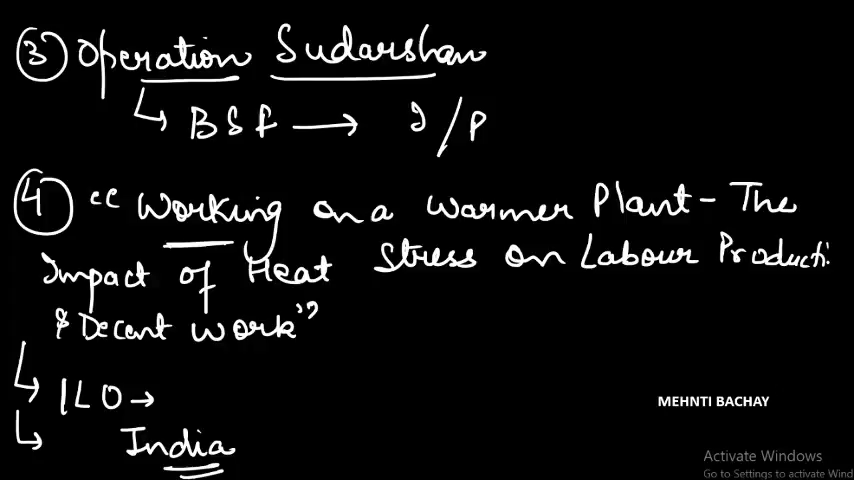 ③ Operation Sudarshan
↳ BSF → I/P
④ "Working on a warmer Plant - The
Impact of Heat Stress on Labour Producti
& Decent Work"
↳ ILO →
↳ India
MEHNTI BACHAY
Activate Windows
Go to Settings to activate Wind